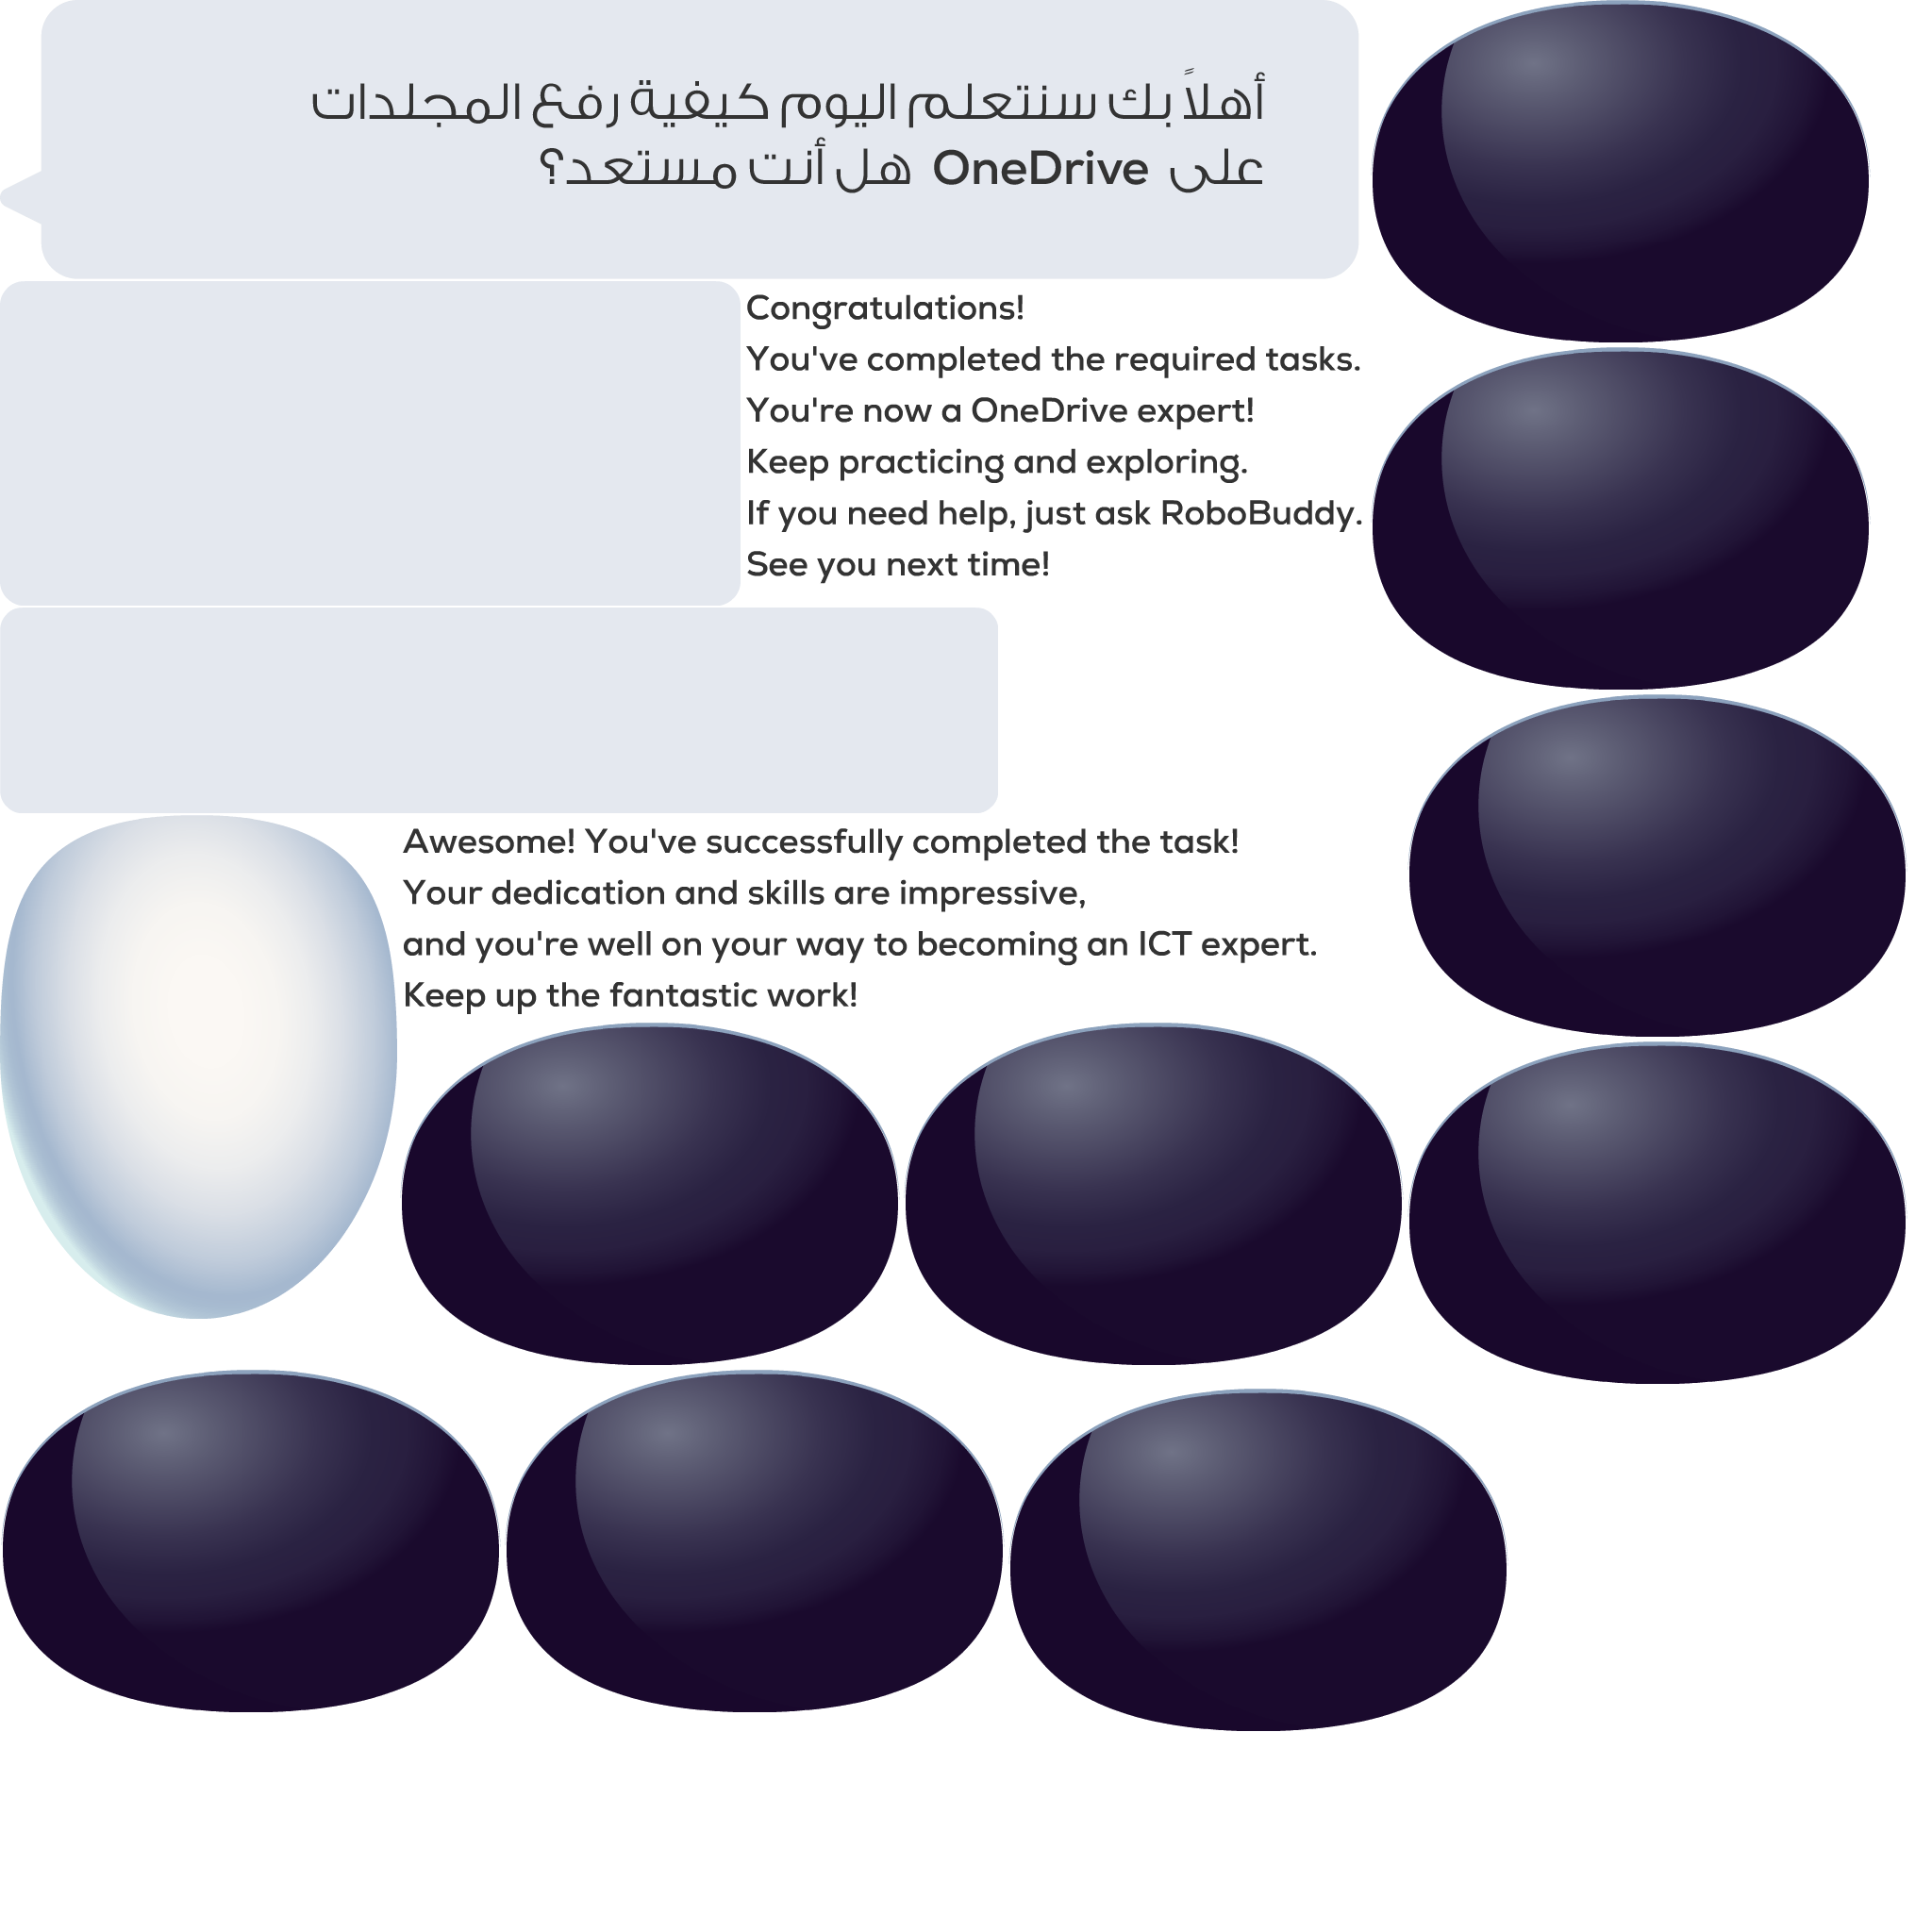 أهلاً بك سنتعلم اليوم كيفية رفع المجلدات
على OneDrive هل أنت مستعد؟
Congratulations!
You've completed the required tasks.
You're now a OneDrive expert!
Keep practicing and exploring.
If you need help, just ask RoboBuddy.
See you next time!
Awesome! You've successfully completed the task!
Your dedication and skills are impressive,
and you're well on your way to becoming an ICT expert.
Keep up the fantastic work!